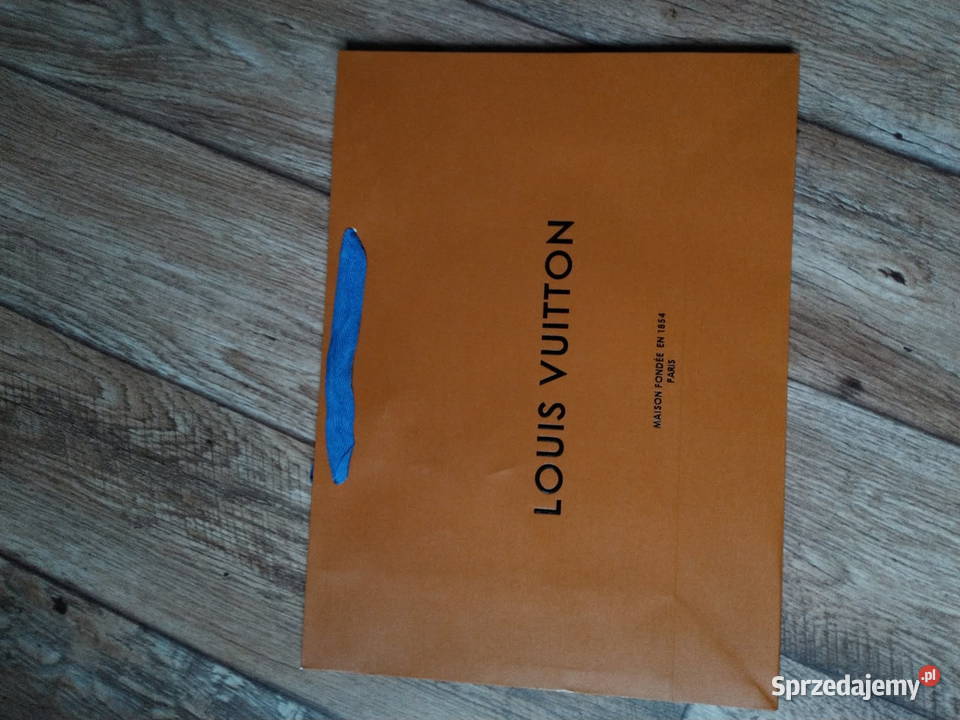 LOUIS VUITTON
MAISON FONDÉE EN 1854
PARIS
Sprzedajemy.pl